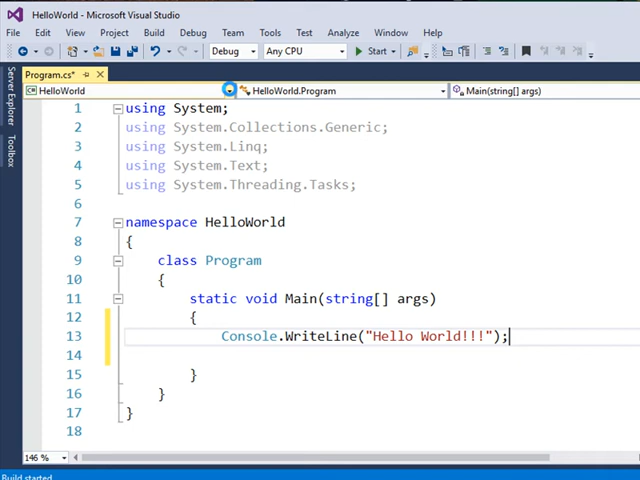 HelloWorld - Microsoft Visual Studio
File Edit View Project Build Debug Team Tools Test Analyze Window Help
Debug Any CPU Start
Program.cs*
HelloWorld HelloWorld.Program Main(string[] args)
Server Explorer
Toolbox
1 using System;
2 using System.Collections.Generic;
3 using System.Linq;
4 using System.Text;
5 using System.Threading.Tasks;
6
7 namespace HelloWorld
8 {
9 class Program
10 {
11 static void Main(string[] args)
12 {
13 Console.WriteLine("Hello World!!!");
14
15 }
16 }
17 }
18
146 %
Build started